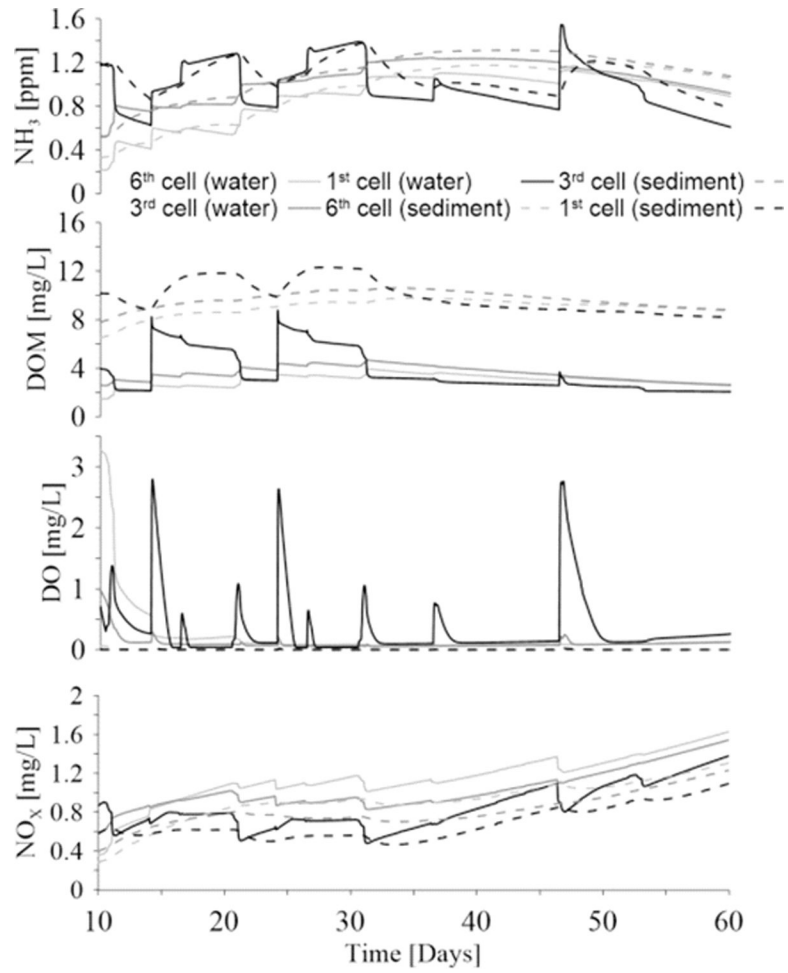 1.6
1.2
0.8
0.4
0
NH₃ [ppm]
6th cell (water) 1st cell (water) 3rd cell (sediment)
3rd cell (water) 6th cell (sediment) 1st cell (sediment)
16
12
8
4
0
DOM [mg/L]
3
2
1
0
DO [mg/L]
2
1.6
1.2
0.8
0.4
0
NOX [mg/L]
10 20 30 40 50 60
Time [Days]